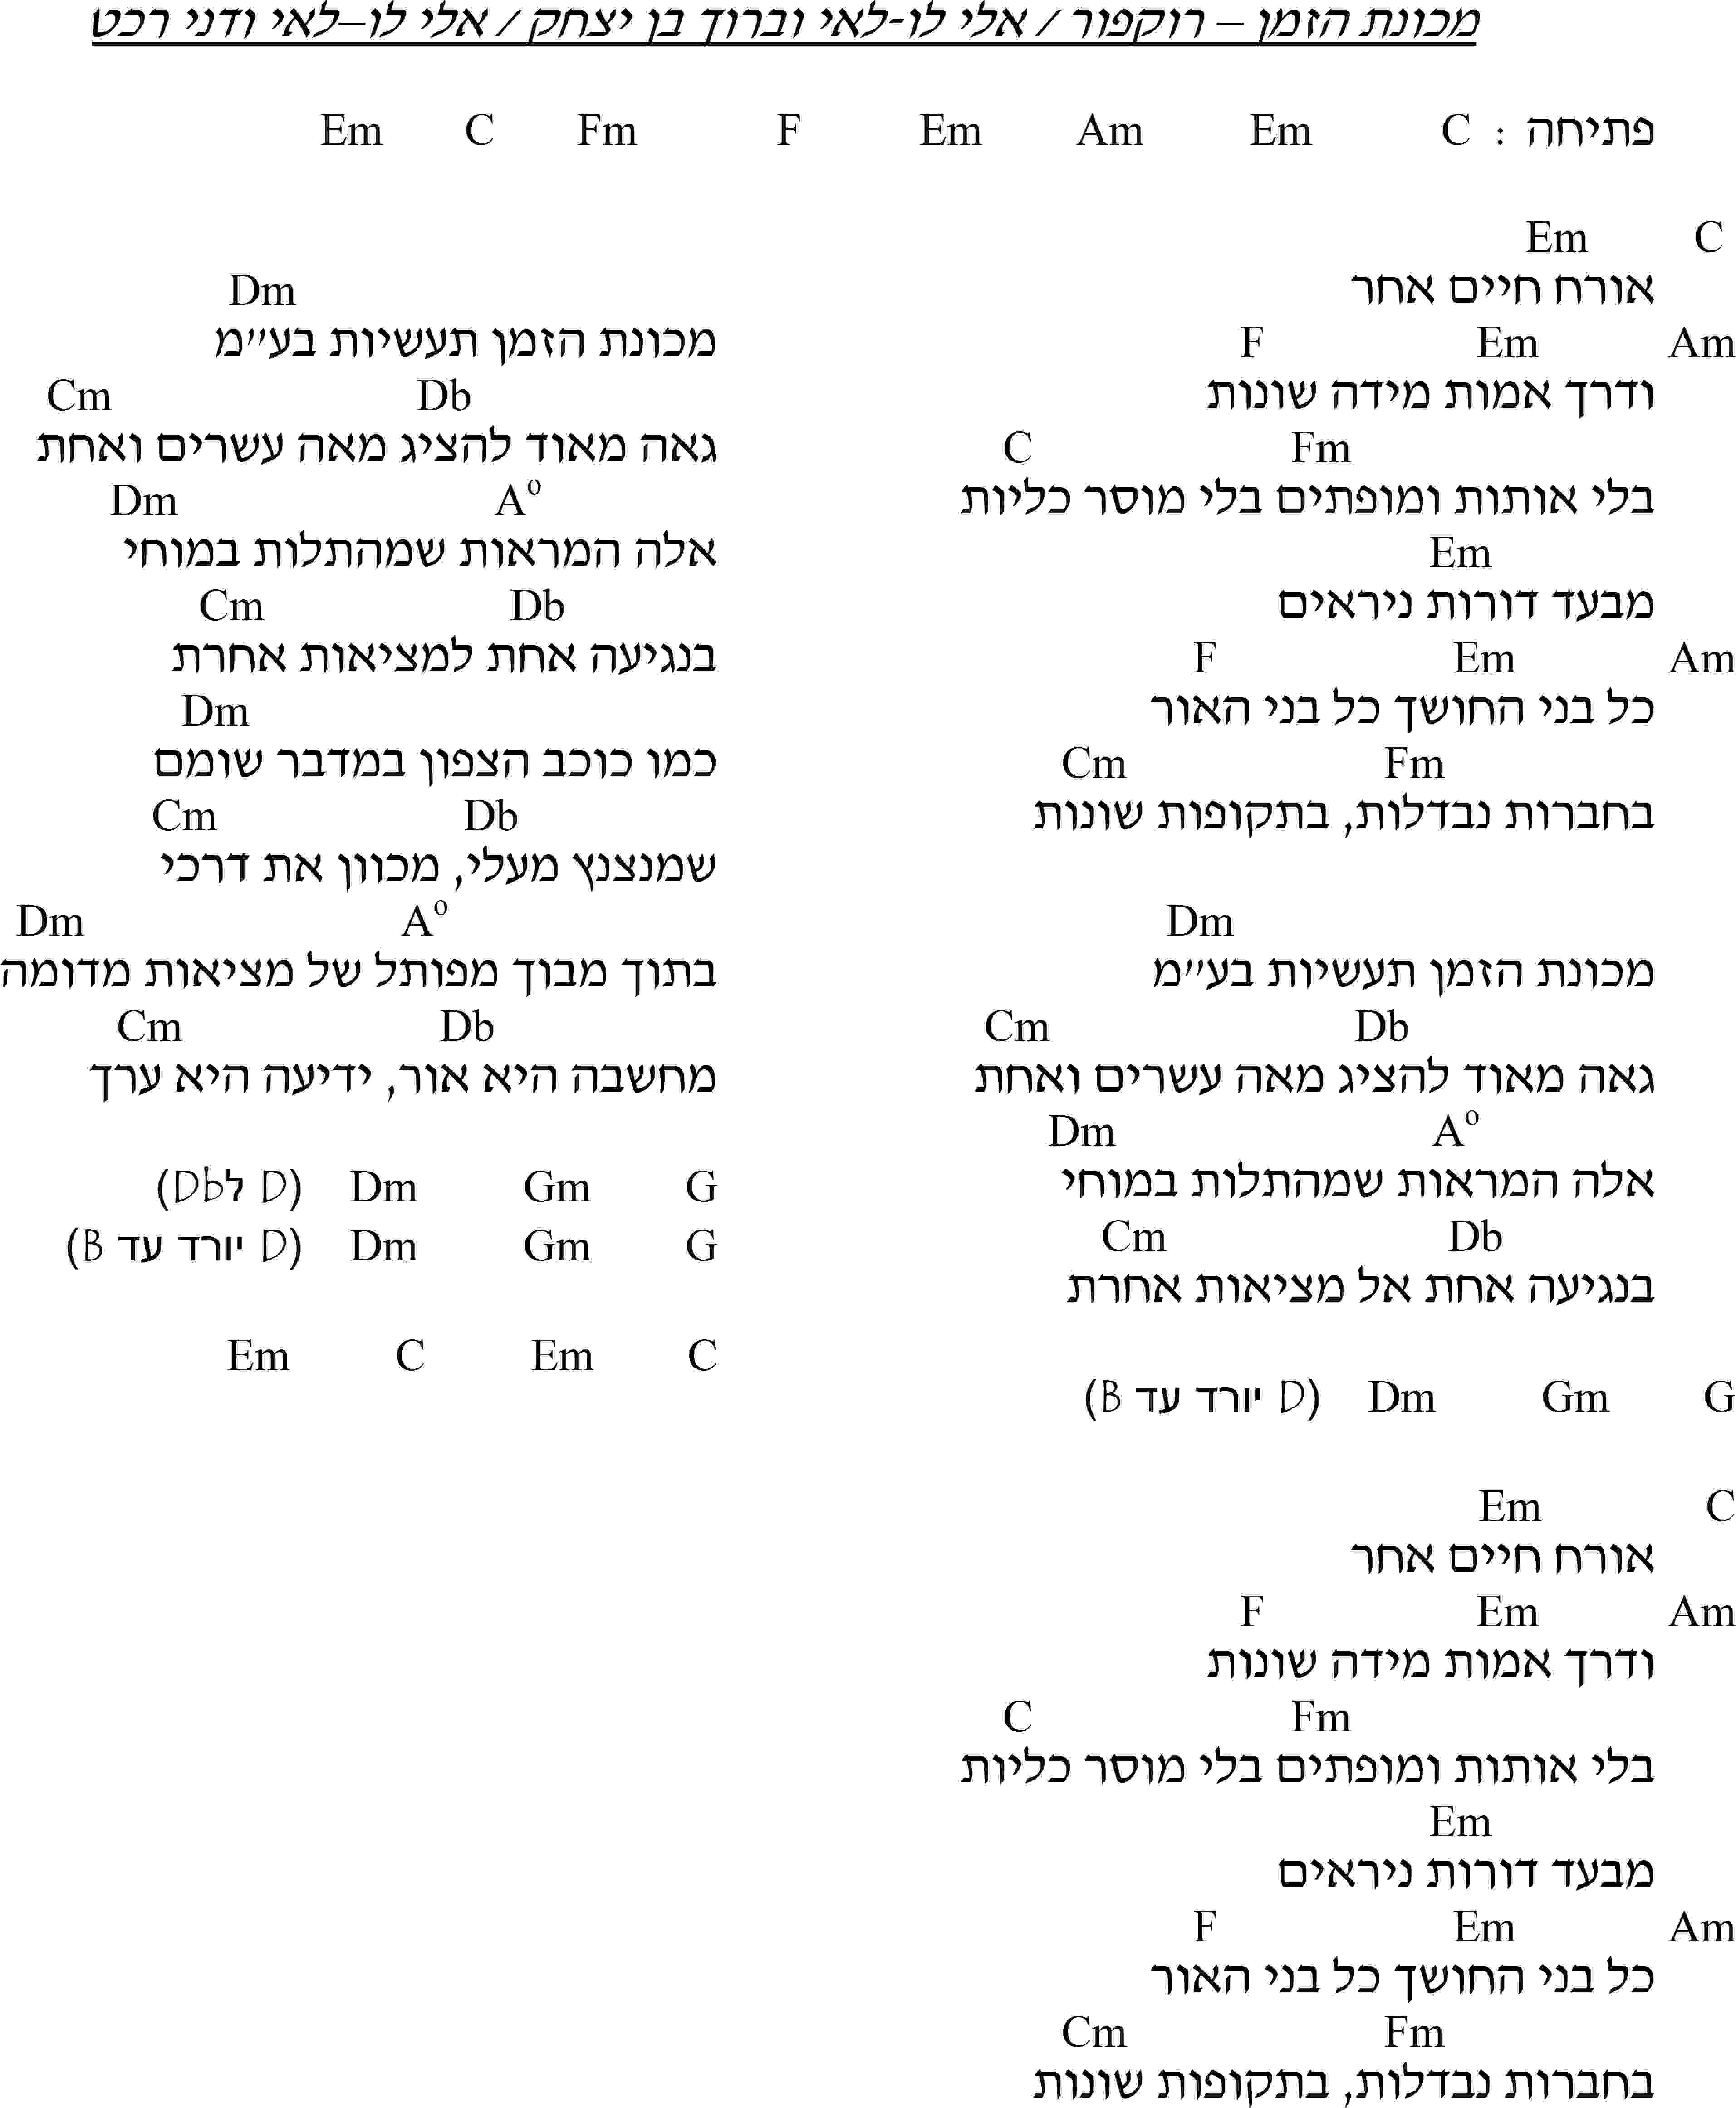 מכונת הזמן – רוקפור / אלי לו-לאי וברוך בן יצחק / אלי לו–לאי ודני רכט
פתיחה : C Em Am Em F Fm C Em
C Em
אורח חיים אחר
Am Em F
ודרך אמות מידה שונות
Fm C
בלי אותות ומופתים בלי מוסר כליות
Em
מבעד דורות ניראים
Am Em F
כל בני החושך כל בני האור
Fm Cm
בחברות נבדלות, בתקופות שונות
Dm
מכונת הזמן תעשיות בע״מ
Db Cm
גאה מאוד להציג מאה עשרים ואחת
Aº Dm
אלה המראות שמהתלות במוחי
Db Cm
בנגיעה אחת אל מציאות אחרת
G Gm Dm (D יורד עד B)
C Em
אורח חיים אחר
Am Em F
ודרך אמות מידה שונות
Fm C
בלי אותות ומופתים בלי מוסר כליות
Em
מבעד דורות ניראים
Am Em F
כל בני החושך כל בני האור
Fm Cm
בחברות נבדלות, בתקופות שונות
Dm
מכונת הזמן תעשיות בע״מ
Db Cm
גאה מאוד להציג מאה עשרים ואחת
Aº Dm
אלה המראות שמהתלות במוחי
Db Cm
בנגיעה אחת למציאות אחרת
Dm
כמו כוכב הצפון במדבר שומם
Db Cm
שמנצנץ מעלי, מכוון את דרכי
Aº Dm
בתוך מבוך מפותל של מציאות מדומה
Db Cm
מחשבה היא אור, ידיעה היא ערך
G Gm Dm (D לDb)
G Gm Dm (D יורד עד B)
C Em C Em